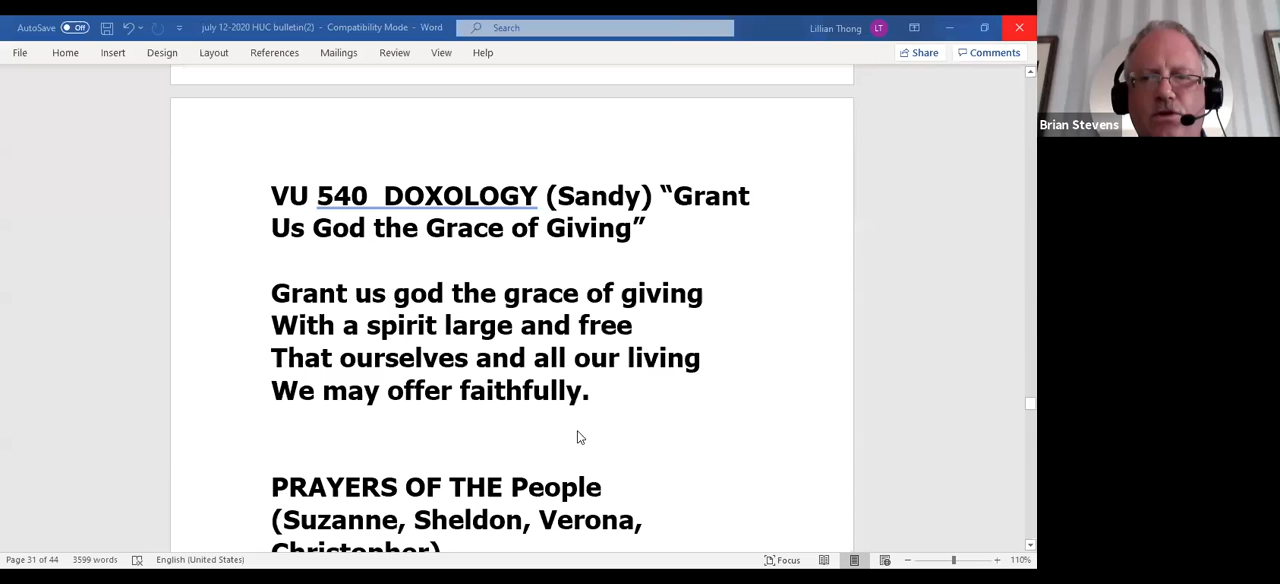 AutoSave Off july 12-2020 HUC bulletin(2) - Compatibility Mode - Word Search Lillian Thong LT
File Home Insert Design Layout References Mailings Review View Help Share Comments
Brian Stevens
VU 540 DOXOLOGY (Sandy) “Grant
Us God the Grace of Giving”
Grant us god the grace of giving
With a spirit large and free
That ourselves and all our living
We may offer faithfully.
PRAYERS OF THE People
(Suzanne, Sheldon, Verona,
Christopher)
Page 31 of 44 3599 words English (United States) Focus 110%